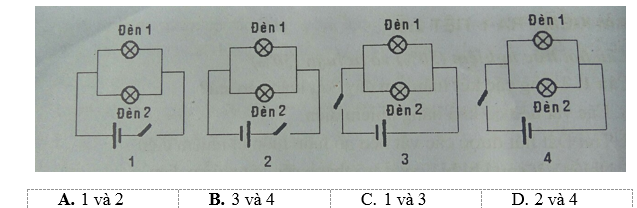 Đèn 1 Đèn 1 Đèn 1 Đèn 1
Đèn 2 Đèn 2 Đèn 2 Đèn 2
1 2 3 4
A. 1 và 2 B. 3 và 4 C. 1 và 3 D. 2 và 4